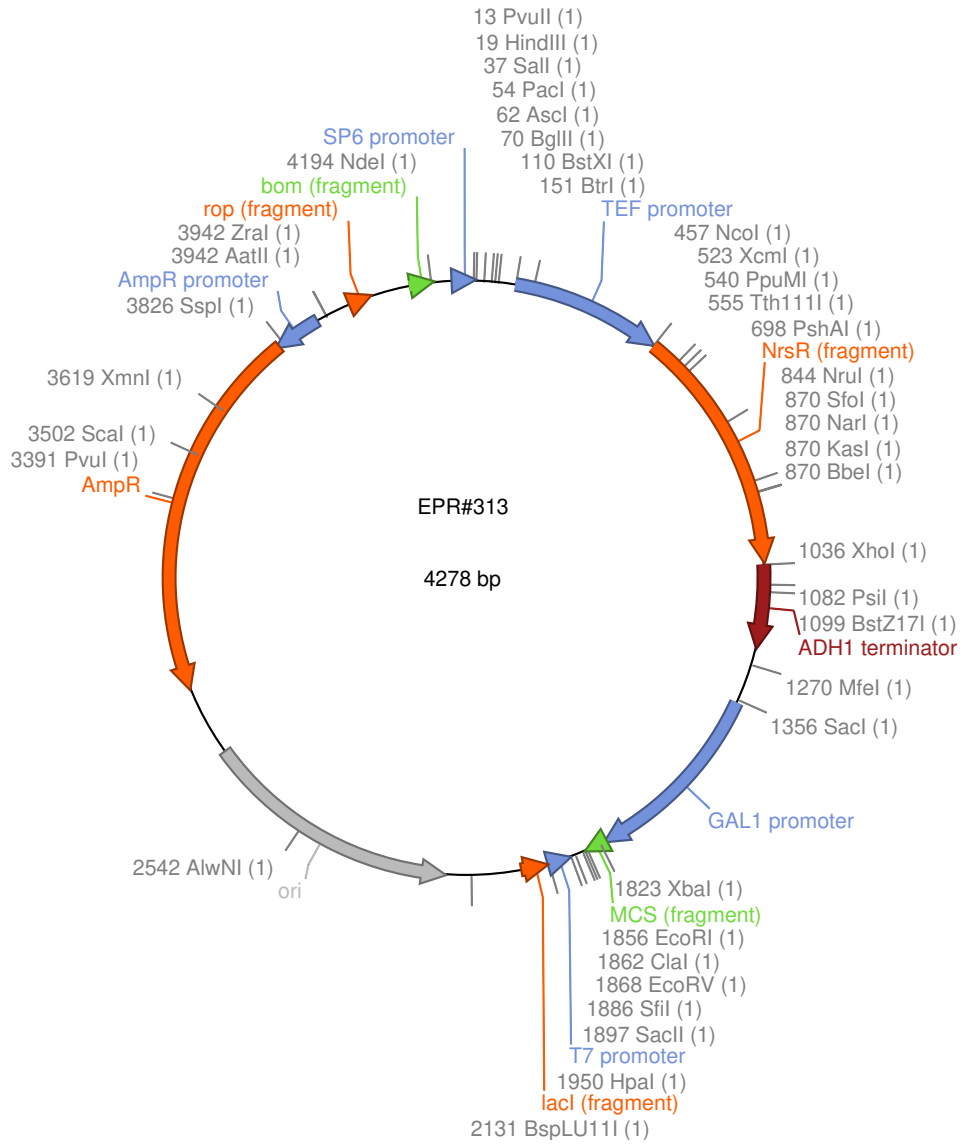 13 PvuII (1)
19 HindIII (1)
37 SalI (1)
54 PacI (1)
62 AscI (1)
70 BglII (1)
110 BstXI (1)
151 BtrI (1)
TEF promoter
457 NcoI (1)
523 XcmI (1)
540 PpuMI (1)
555 Tth111I (1)
698 PshAI (1)
NrsR (fragment)
844 NruI (1)
870 SfoI (1)
870 NarI (1)
870 KasI (1)
870 BbeI (1)
1036 XhoI (1)
1082 PsiI (1)
1099 BstZ17I (1)
ADH1 terminator
1270 MfeI (1)
1356 SacI (1)
GAL1 promoter
1823 XbaI (1)
MCS (fragment)
1856 EcoRI (1)
1862 ClaI (1)
1868 EcoRV (1)
1886 SfiI (1)
1897 SacII (1)
T7 promoter
1950 HpaI (1)
lacI (fragment)
2131 BspLU11I (1)
ori
2542 AlwNI (1)
AmpR
3391 PvuI (1)
3502 ScaI (1)
3619 XmnI (1)
3826 SspI (1)
AmpR promoter
3942 AatII (1)
3942 ZraI (1)
rop (fragment)
bom (fragment)
4194 NdeI (1)
SP6 promoter
EPR#313
4278 bp